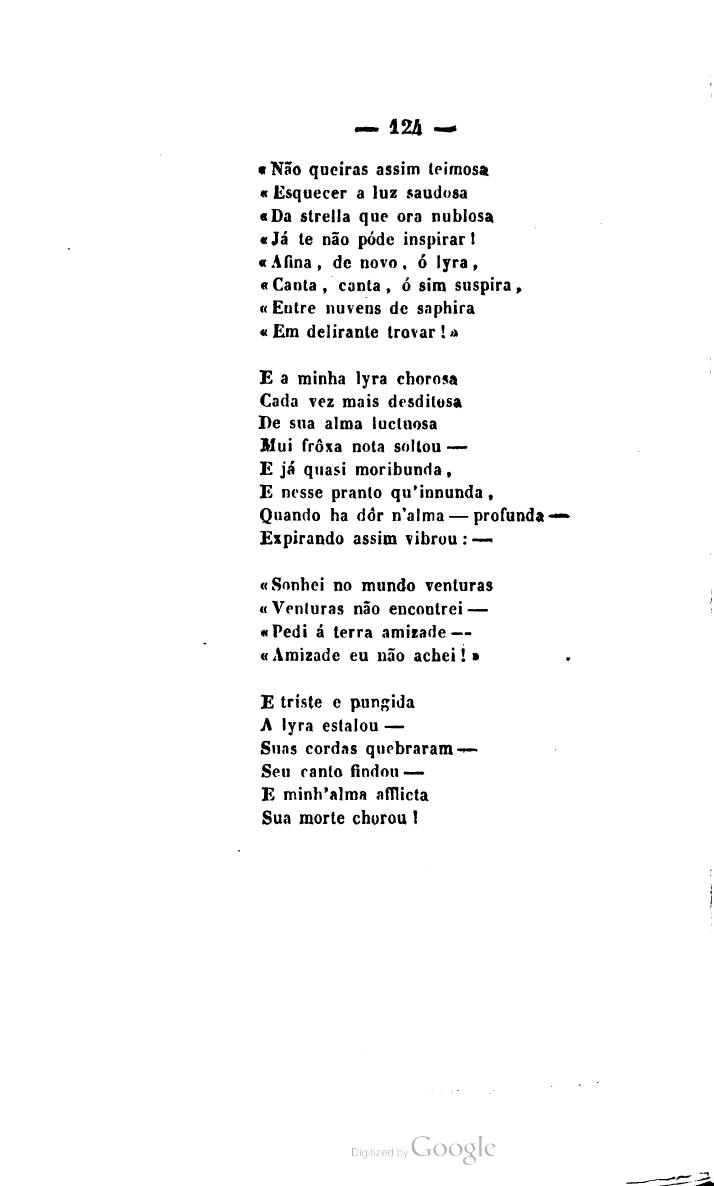 — 124 —
«Não queiras assim teimosa
«Esquecer a luz saudosa
«Da strella que ora nublosa
«Já te não póde inspirar!
«Afina, de novo, ó lyra,
«Canta, canta, ó sim suspira,
«Entre nuvens de saphira
«Em delirante trovar!»
E a minha lyra chorosa
Cada vez mais desditosa
De sua alma luctuosa
Mui frôxa nota soltou —
E já quasi moribunda,
E nesse pranto qu'innunda,
Quando ha dôr n'alma — profunda —
Expirando assim vibrou: —
«Sonhei no mundo venturas
«Venturas não encontrei —
«Pedi á terra amizade —
«Amizade eu não achei!»
E triste e pungida
A lyra estalou —
Suas cordas quebraram —
Seu canto findou —
E minh'alma afflicta
Sua morte chorou!
Digitized by Google